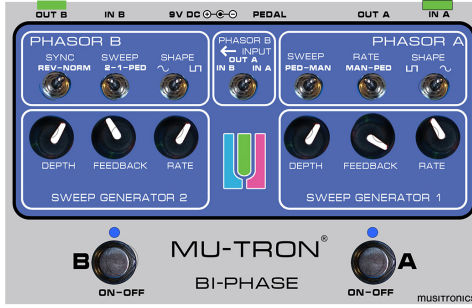 OUT B IN B 9V DC PEDAL OUT A IN A
PHASOR B
SYNC SWEEP SHAPE
REV-NORM 2-1-PED
PHASOR B
← INPUT
OUT A
IN B IN A
PHASOR A
SWEEP RATE SHAPE
PED-MAN MAN-PED
DEPTH FEEDBACK RATE
SWEEP GENERATOR 2
DEPTH FEEDBACK RATE
SWEEP GENERATOR 1
B
ON-OFF
MU-TRON®
BI-PHASE
A
ON-OFF
MUSITRONICS